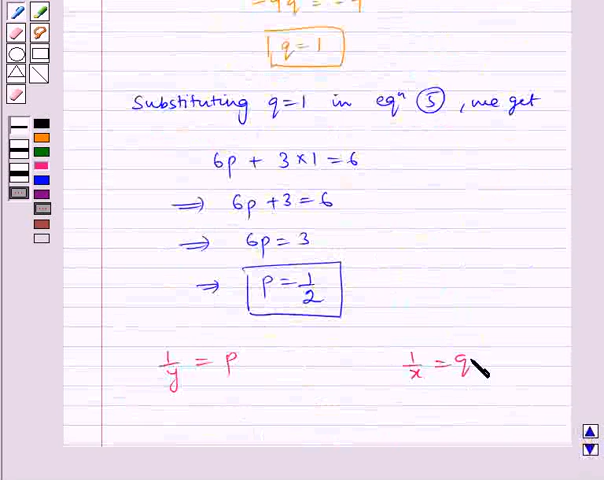 q = 1
Substituting q=1 in eqⁿ ⑤, we get
6p + 3×1 = 6
⟹ 6p + 3 = 6
⟹ 6p = 3
⟹ p = 1/2
1/y = p 1/x = q